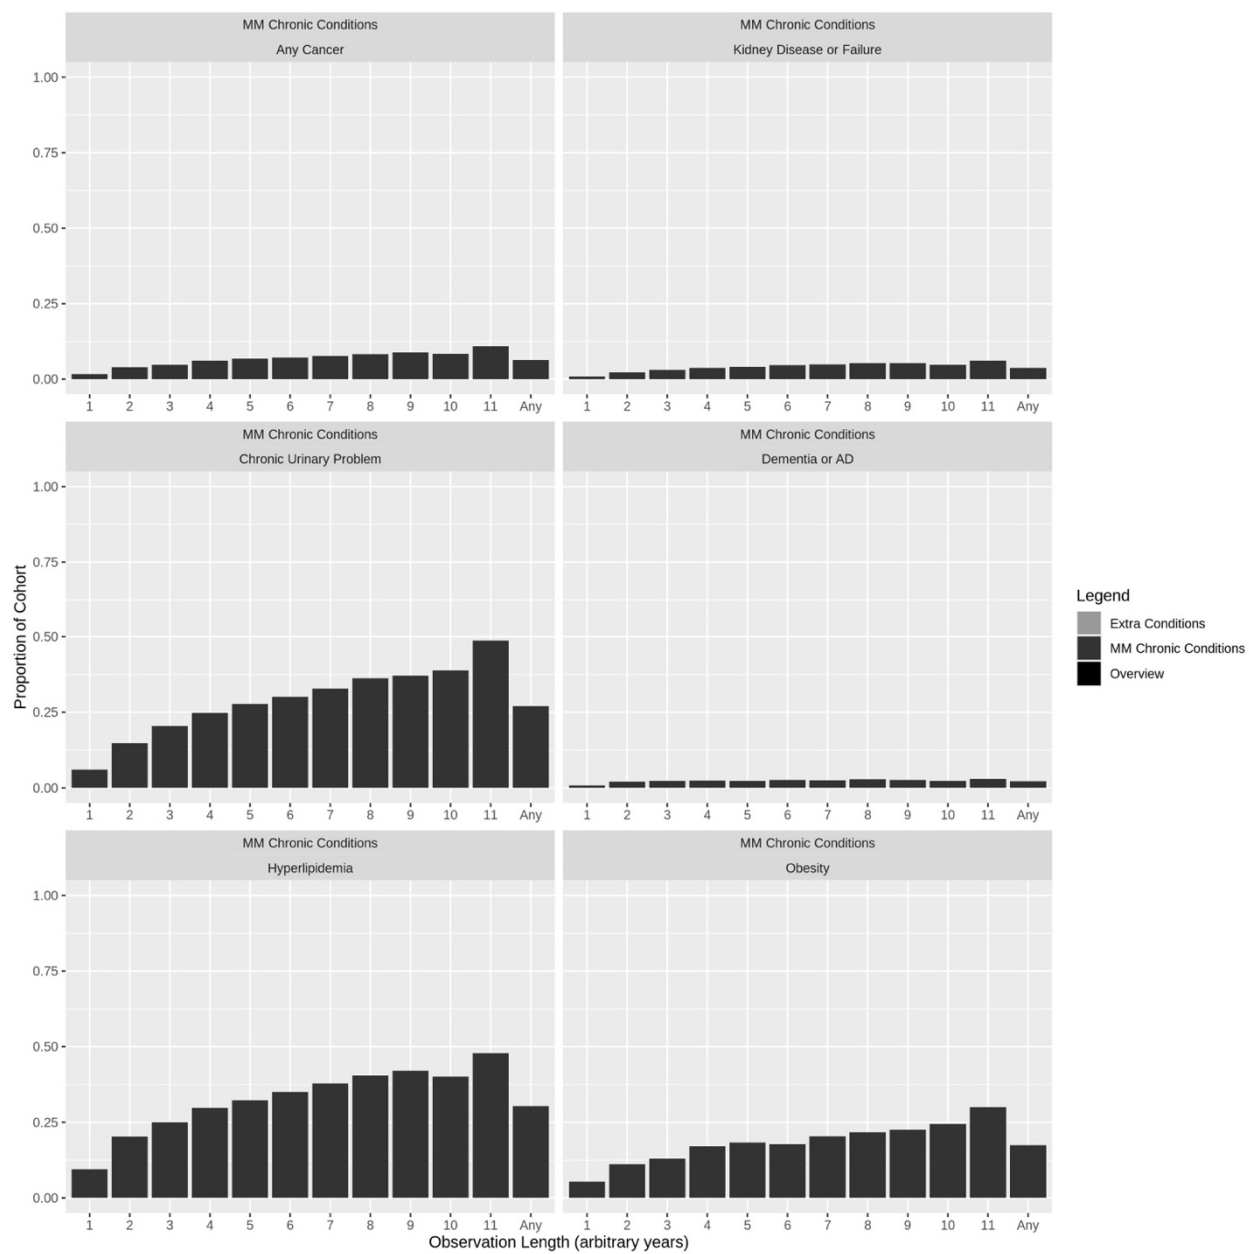 MM Chronic Conditions
Any Cancer
MM Chronic Conditions
Kidney Disease or Failure
1.00
0.75
0.50
0.25
0.00
1 2 3 4 5 6 7 8 9 10 11 Any
1 2 3 4 5 6 7 8 9 10 11 Any
MM Chronic Conditions
Chronic Urinary Problem
MM Chronic Conditions
Dementia or AD
1.00
0.75
0.50
0.25
0.00
1 2 3 4 5 6 7 8 9 10 11 Any
1 2 3 4 5 6 7 8 9 10 11 Any
MM Chronic Conditions
Hyperlipidemia
MM Chronic Conditions
Obesity
1.00
0.75
0.50
0.25
0.00
1 2 3 4 5 6 7 8 9 10 11 Any
1 2 3 4 5 6 7 8 9 10 11 Any
Proportion of Cohort
Observation Length (arbitrary years)
Legend
Extra Conditions
MM Chronic Conditions
Overview